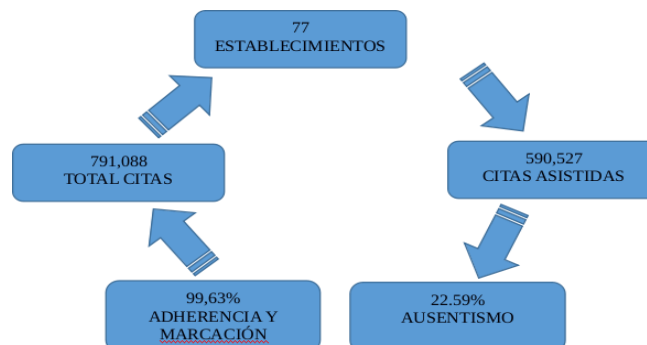 77
ESTABLECIMIENTOS
791,088
TOTAL CITAS
590,527
CITAS ASISTIDAS
99,63%
ADHERENCIA Y
MARCACIÓN
22.59%
AUSENTISMO